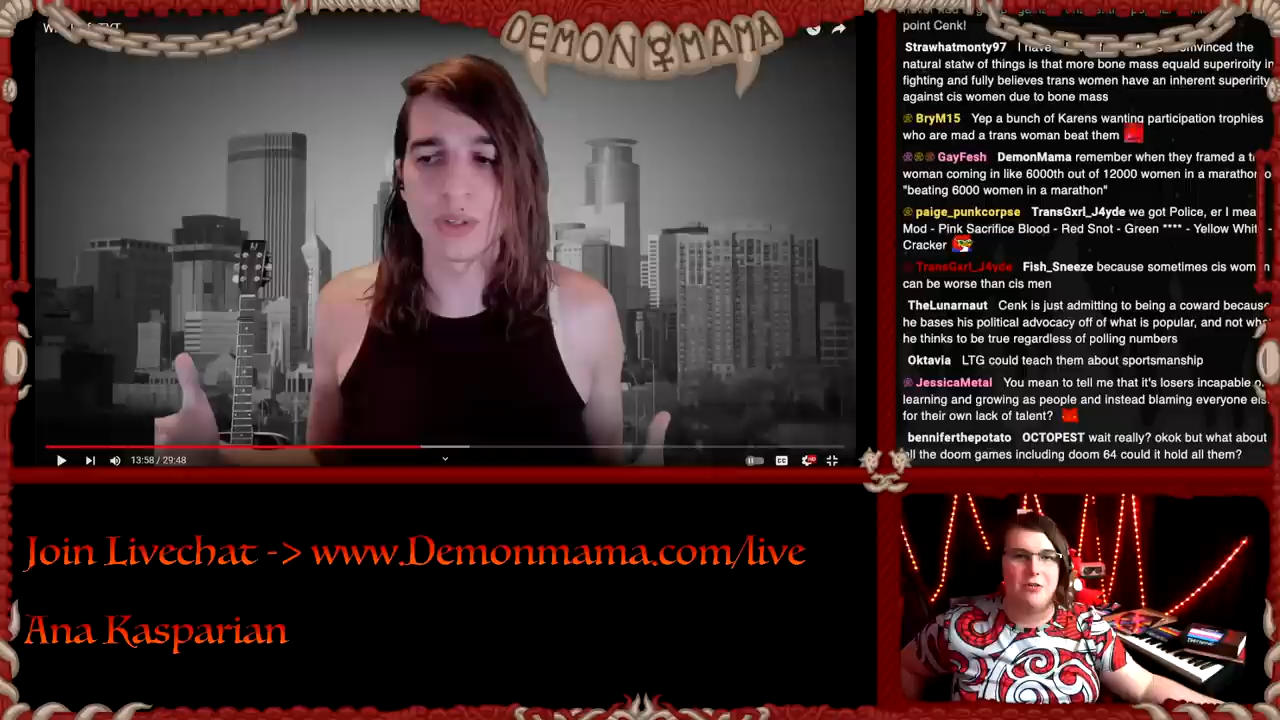 DEMON MAMA
13:58 / 29:48
point Cenk!
Strawhatmonty97 I have the
natural statw of things is that more bone mass equald superiroity in
fighting and fully believes trans women have an inherent superirity
against cis women due to bone mass
BryM15 Yep a bunch of Karens wanting participation trophies
who are mad a trans woman beat them
GayFesh DemonMama remember when they framed a
woman coming in like 6000th out of 12000 women in a marathon
"beating 6000 women in a marathon"
paige_punkcorpse TransGxrl_J4yde we got Police, er I mea
Mod - Pink Sacrifice Blood - Red Snot - Green **** - Yellow Whit -
Cracker
TransGxrl_J4yde Fish_Sneeze because sometimes cis wom n
can be worse than cis men
TheLunarnaut Cenk is just admitting to being a coward because
he bases his political advocacy off of what is popular, and not
he thinks to be true regardless of polling numbers
Oktavia LTG could teach them about sportsmanship
JessicaMetal You mean to tell me that it's losers incapable o
learning and growing as people and instead blaming everyone els
for their own lack of talent?
benniferthepotato OCTOPEST wait really? okok but what about
all the doom games including doom 64 could it hold all them?
Join Livechat -> www.Demonmama.com/live
Ana Kasparian